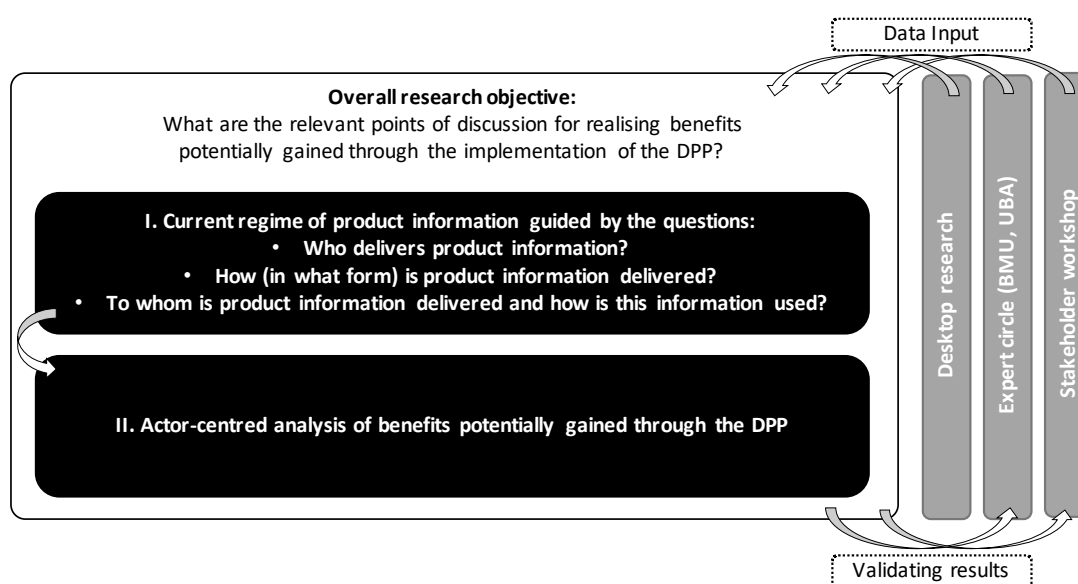 Data Input
Overall research objective:
What are the relevant points of discussion for realising benefits
potentially gained through the implementation of the DPP?
I. Current regime of product information guided by the questions:
• Who delivers product information?
• How (in what form) is product information delivered?
• To whom is product information delivered and how is this information used?
II. Actor-centred analysis of benefits potentially gained through the DPP
Desktop research
Expert circle (BMU, UBA)
Stakeholder workshop
Validating results